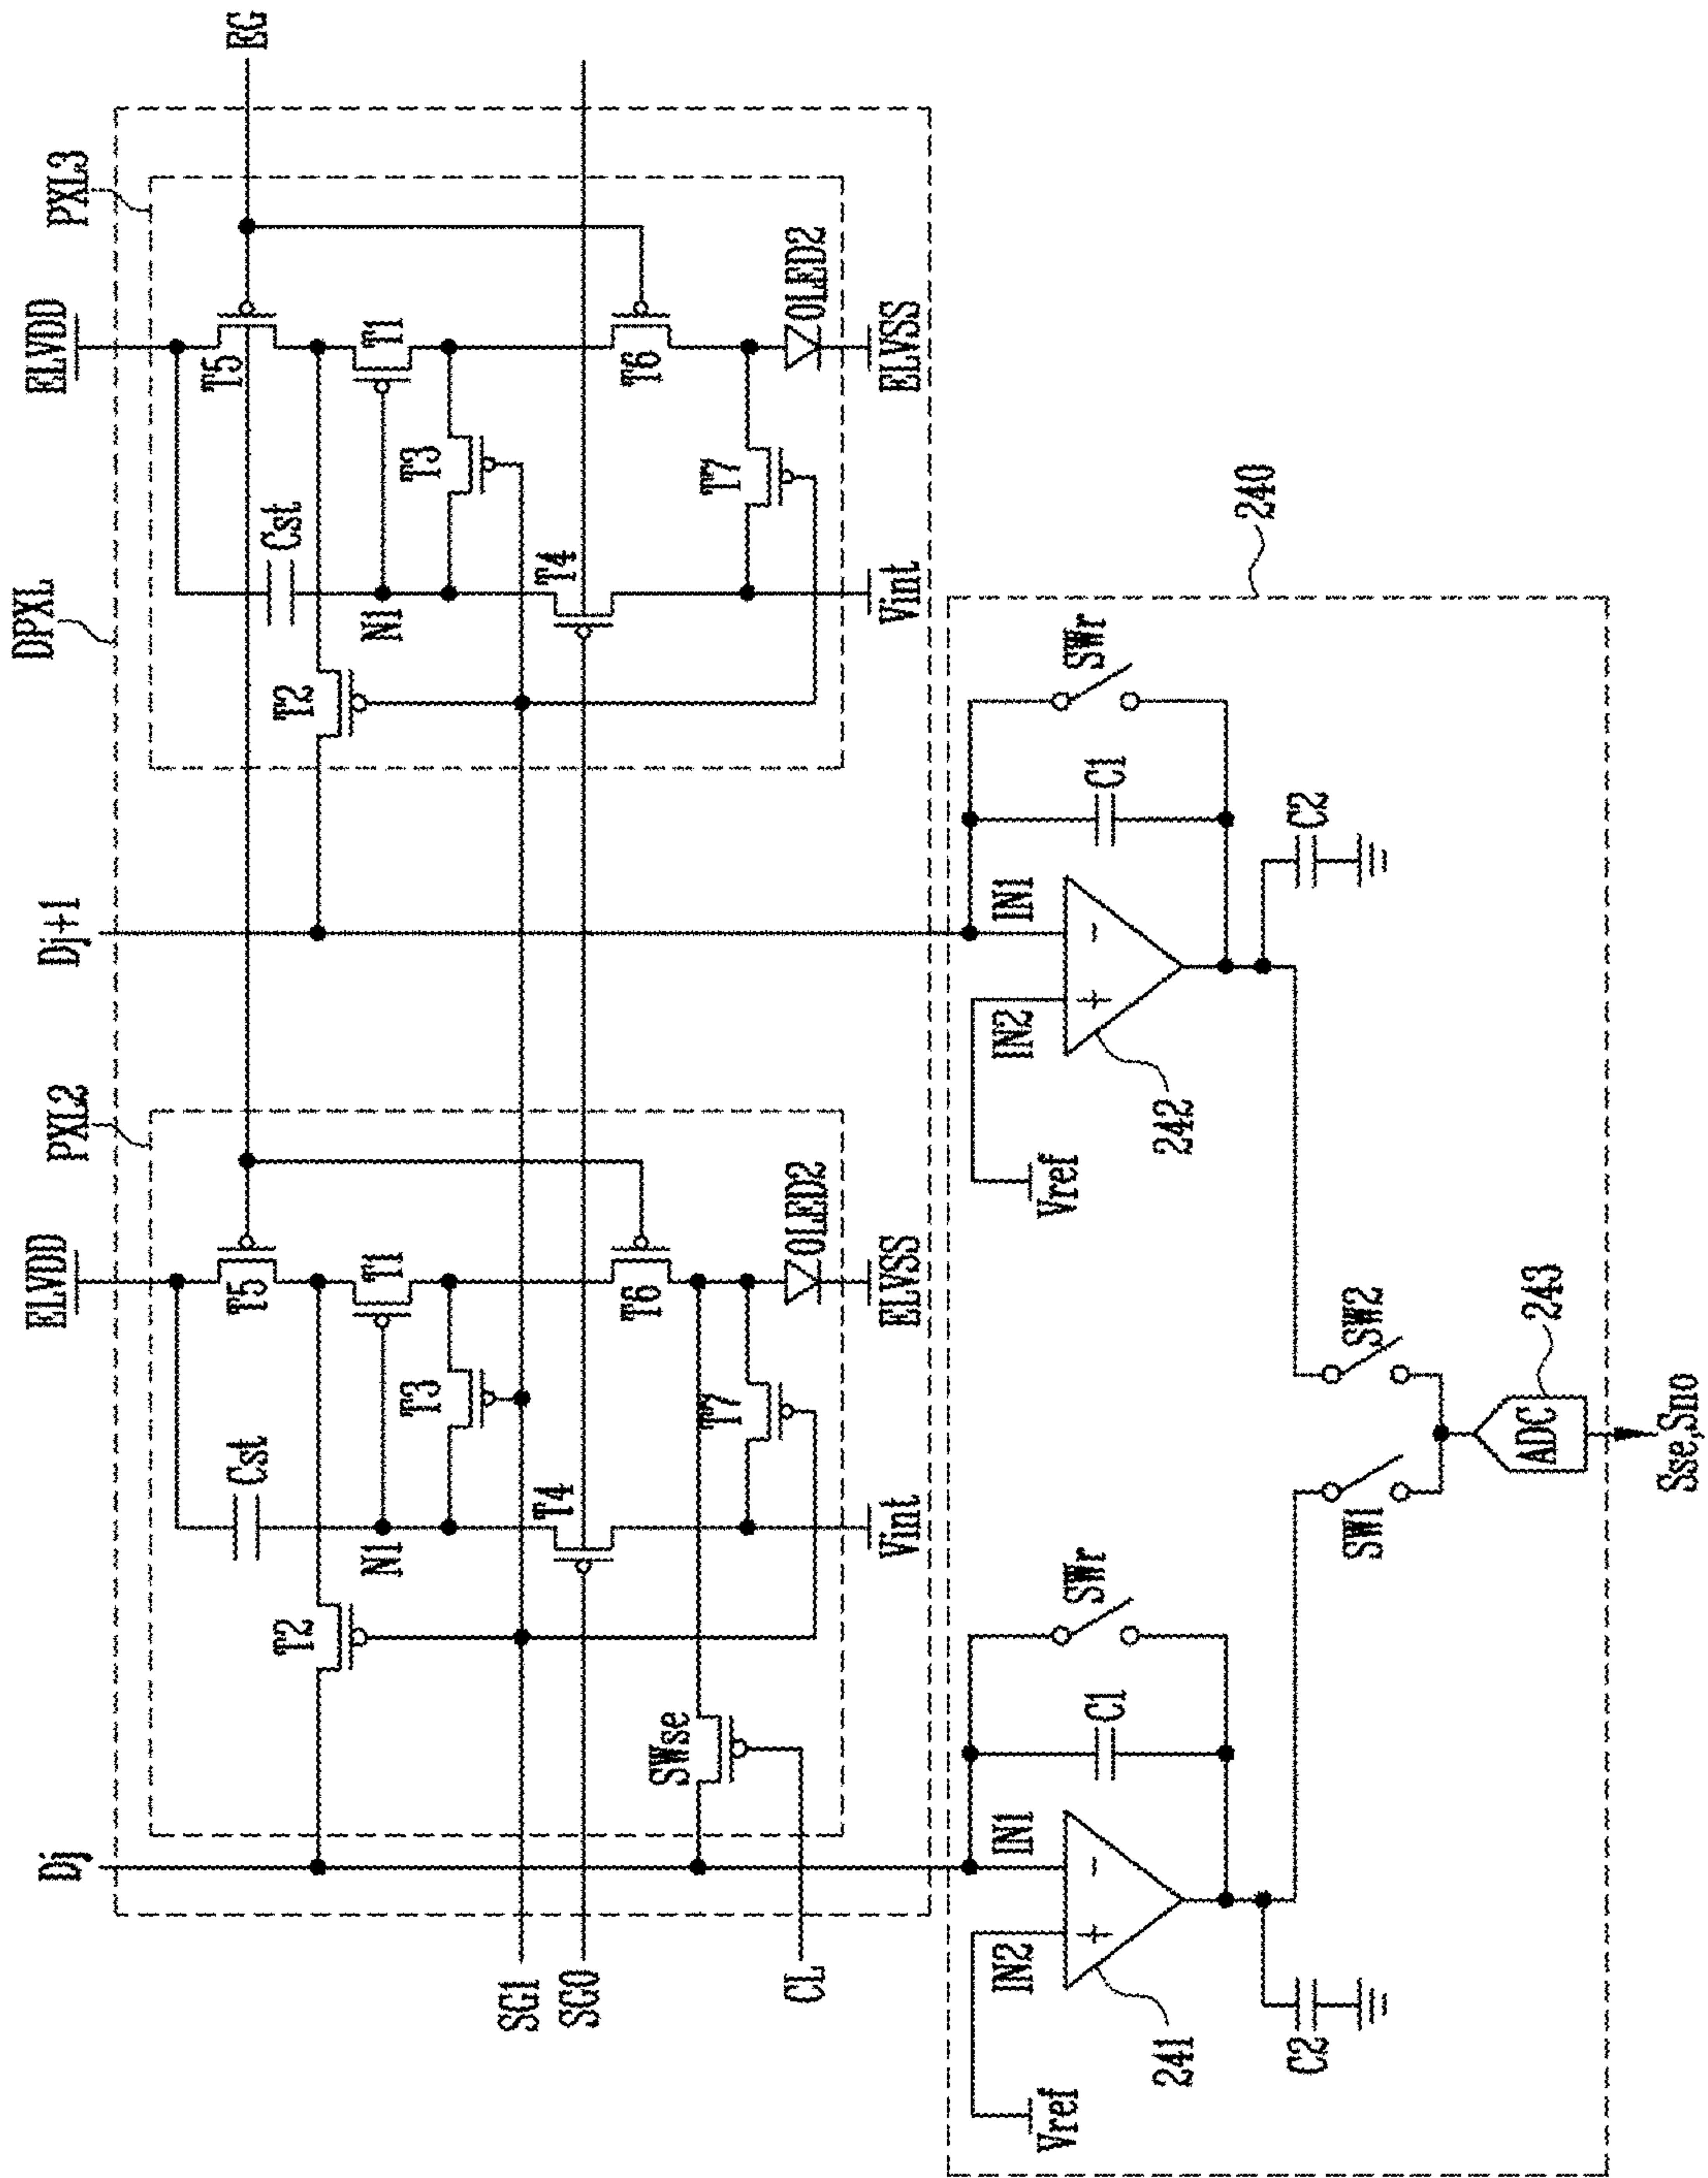 DPXL
Dj
ELVDD
PXL2
Dj+1
ELVDD
PXL3
EG
Cst
T5
T5
T2
T2
Cst
N1
T1
N1
T1
T3
T3
SG1
T4
T4
SG0
T6
T6
SWse
T7
T7
CL
OLED2
OLED2
Vint
ELVSS
Vint
ELVSS
IN2
IN1
IN2
IN1
Vref
SWr
Vref
SWr
+
-
+
-
C1
C1
241
242
240
C2
C2
SW1
SW2
ADC
243
Sse,Sno